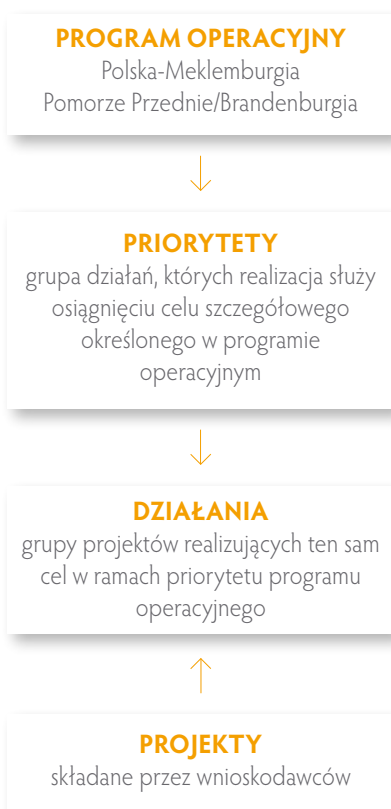 PROGRAM OPERACYJNY
Polska-Meklemburgia
Pomorze Przednie/Brandenburgia
PRIORYTETY
grupa działań, których realizacja służy
osiągnięciu celu szczegółowego
określonego w programie
operacyjnym
DZIAŁANIA
grupy projektów realizujących ten sam
cel w ramach priorytetu programu
operacyjnego
PROJEKTY
składane przez wnioskodawców